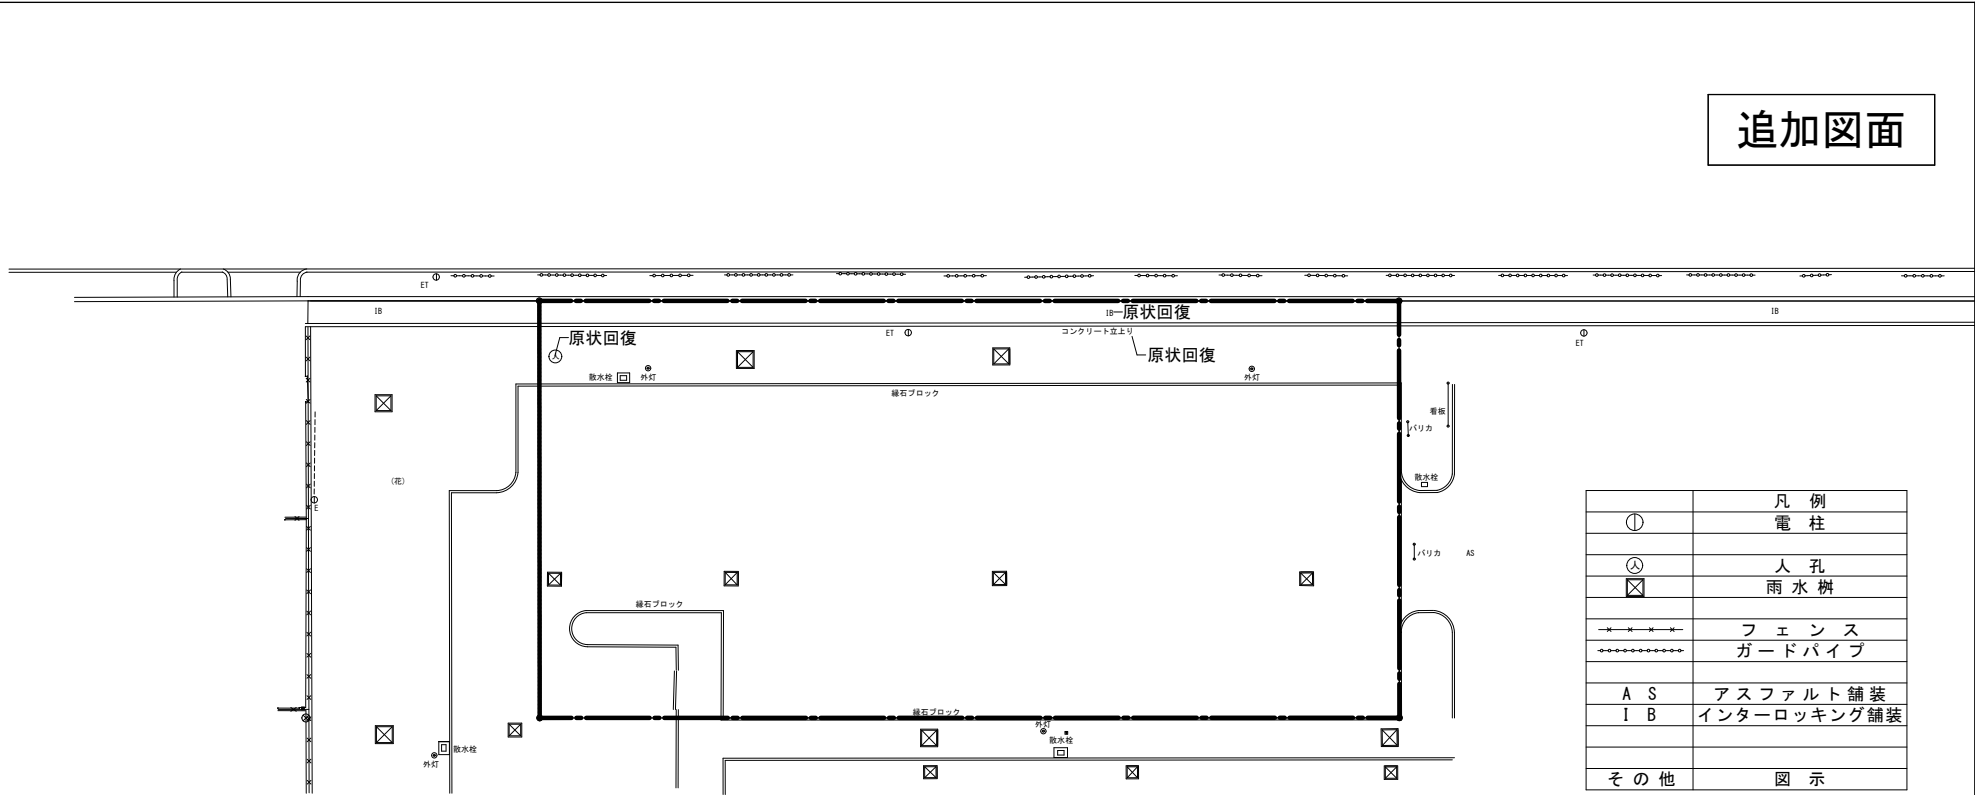 追加図面
ET
IB
IB
原状回復
IB
ET
コンクリート立上り
ET
原状回復
原状回復
散水栓
外灯
外灯
縁石ブロック
看板
バリカ
散水栓
(花)
E
バリカ
AS
縁石ブロック
縁石ブロック
外灯
散水栓
散水栓
外灯
凡 例
電 柱
人 人 孔
雨 水 桝
フ ェ ン ス
ガ ー ド パ イ プ
A S ア ス フ ァ ル ト 舗 装
I B インターロッキング舗装
そ の 他 図 示